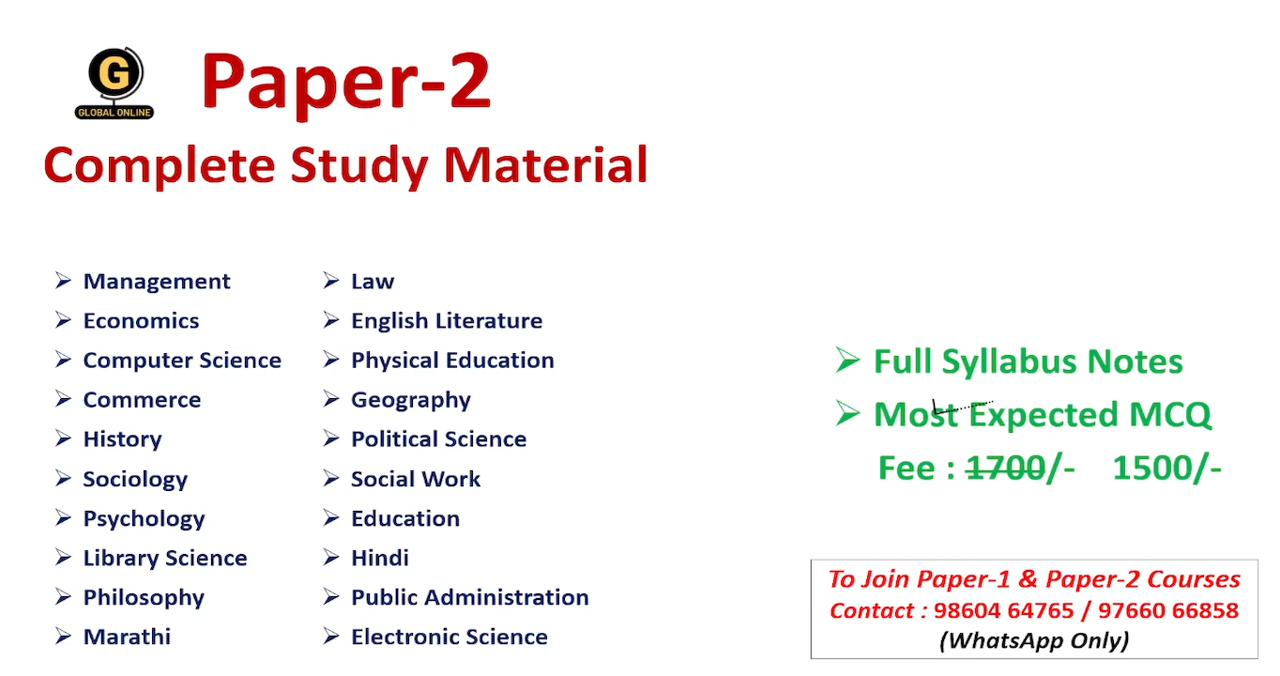 G
GLOBAL ONLINE
Paper-2
Complete Study Material
Management
Economics
Computer Science
Commerce
History
Sociology
Psychology
Library Science
Philosophy
Marathi
Law
English Literature
Physical Education
Geography
Political Science
Social Work
Education
Hindi
Public Administration
Electronic Science
Full Syllabus Notes
Most Expected MCQ
Fee : 1700/- 1500/-
To Join Paper-1 & Paper-2 Courses
Contact : 98604 64765 / 97660 66858
(WhatsApp Only)